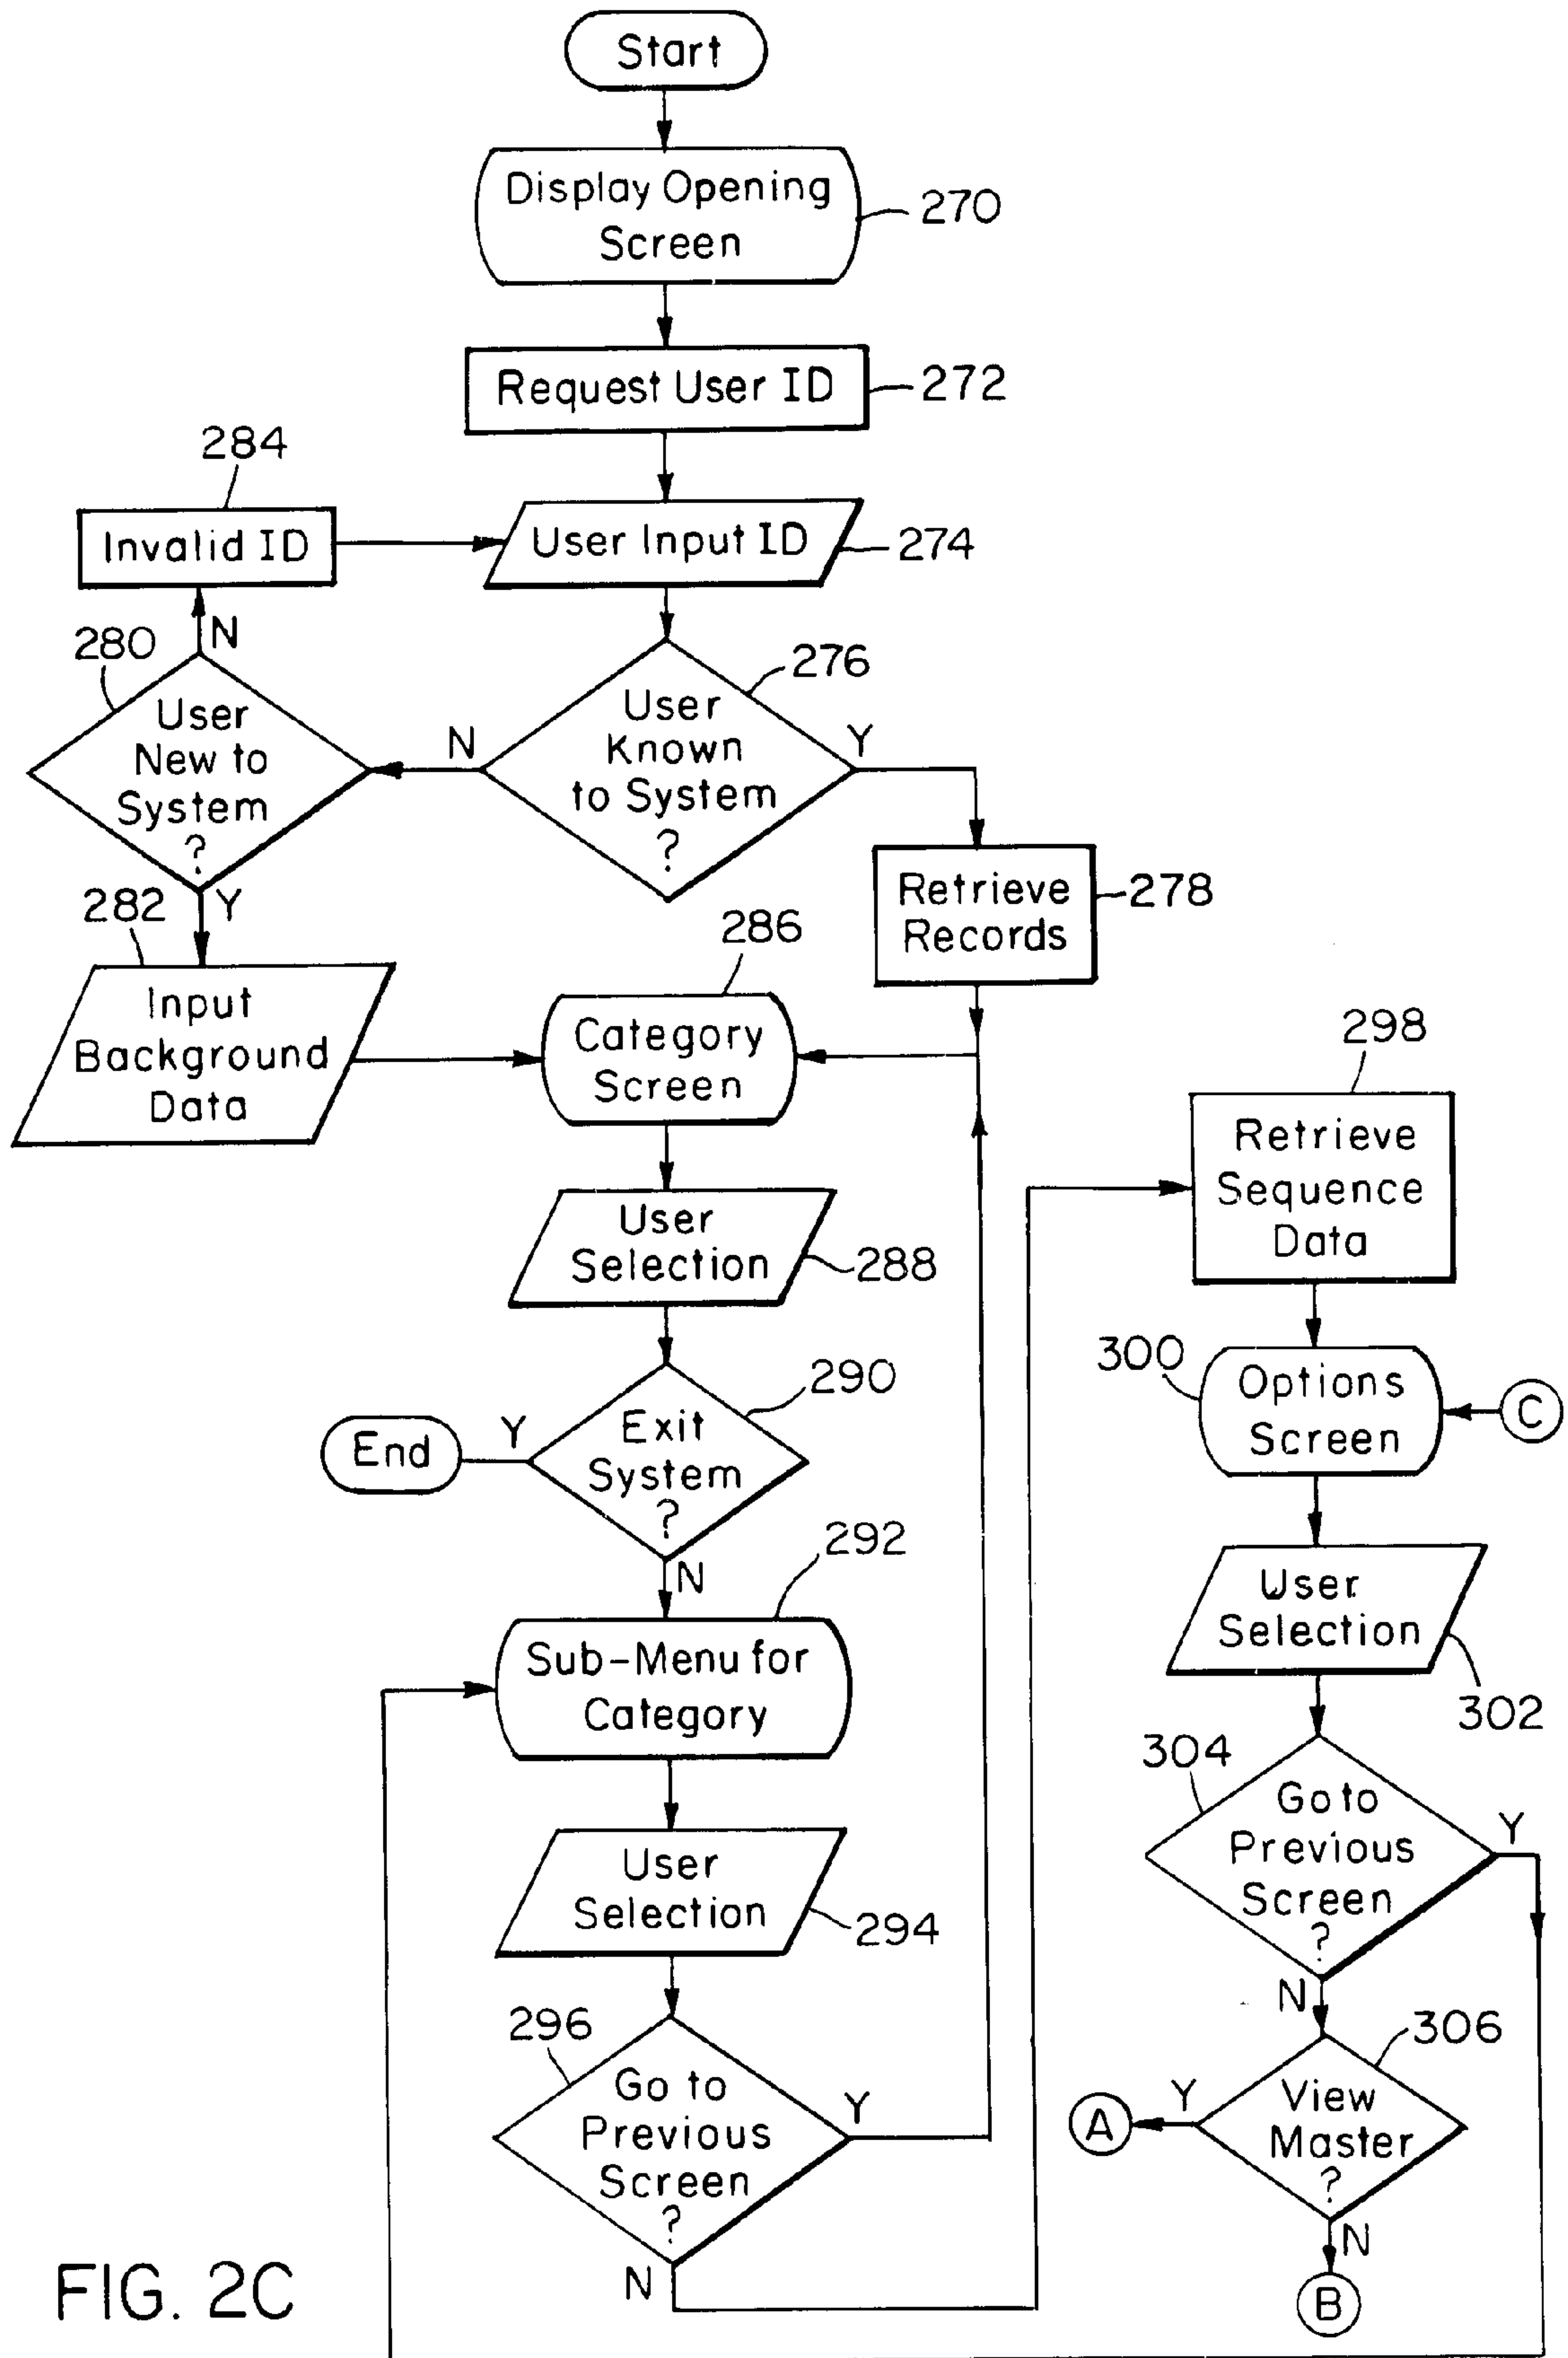 Start
Display Opening
Screen
270
Request User ID
272
284
Invalid ID
User Input ID
274
280
N
276
User
New to
System
?
N
User
Known
to System
?
Y
Y
282
Retrieve
Records
278
Input
Background
Data
286
Category
Screen
User
Selection
288
290
Exit
System
?
Y
End
N
292
Sub-Menu for
Category
User
Selection
294
296
Go to
Previous
Screen
?
Y
N
298
Retrieve
Sequence
Data
300
Options
Screen
C
User
Selection
302
304
Go to
Previous
Screen
?
Y
N
306
View
Master
?
Y
A
N
B
FIG. 2C